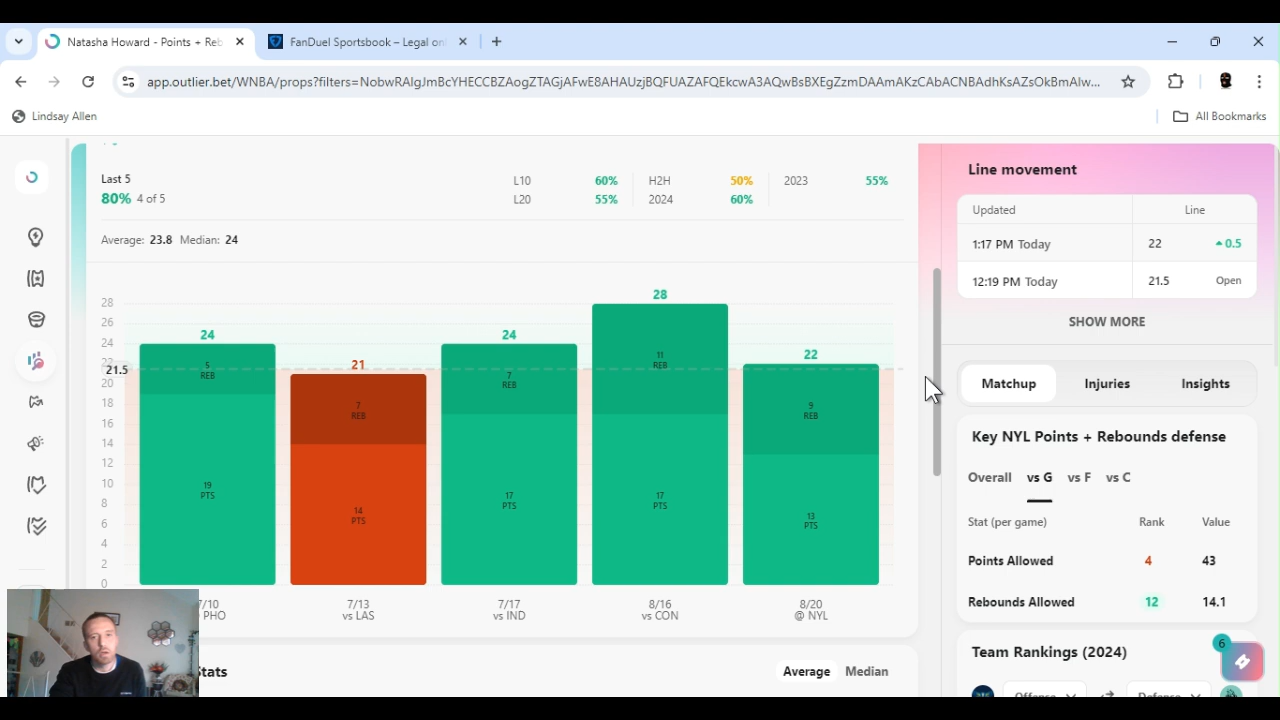 Natasha Howard - Points + Reb
FanDuel Sportsbook – Legal on
app.outlier.bet/WNBA/props?filters=NobwRAlgJmBcYHECCBZAogZTAGjAFwE8AHAUzjBQFUAZAFQEkcwA3AQwBsBXEgZzmDAAmAKzCAbACNBAdhKsAZsOkBmAIw...
Lindsay Allen
All Bookmarks
Last 5
80% 4 of 5
L10 60% H2H 50% 2023 55%
L20 55% 2024 60%
Average: 23.8 Median: 24
28
26
24
22
21.5
20
18
16
14
12
10
8
6
4
2
0
24
5
REB
19
PTS
7/10
PHO
21
7
REB
14
PTS
7/13
vs LAS
24
7
REB
17
PTS
7/17
vs IND
28
11
REB
17
PTS
8/16
vs CON
22
9
REB
13
PTS
8/20
@ NYL
Stats
Average Median
Line movement
Updated Line
1:17 PM Today 22 0.5
12:19 PM Today 21.5 Open
SHOW MORE
Matchup Injuries Insights
Key NYL Points + Rebounds defense
Overall vs G vs F vs C
Stat (per game) Rank Value
Points Allowed 4 43
Rebounds Allowed 12 14.1
Team Rankings (2024)
6
Offense Defense